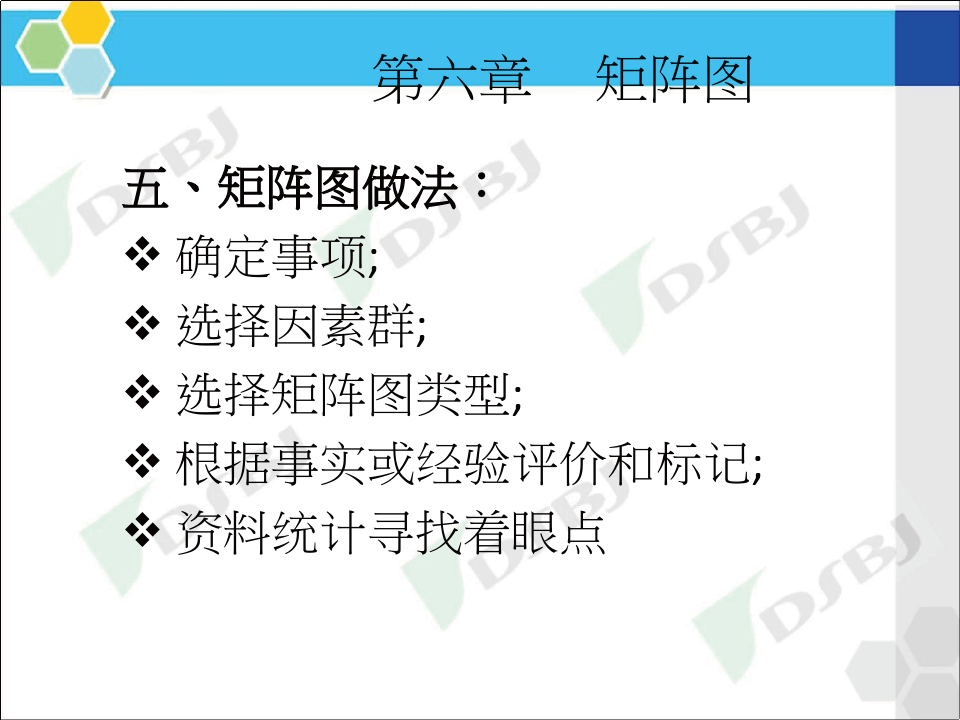 第六章 矩阵图
五、矩阵图做法：
❖ 确定事项;
❖ 选择因素群;
❖ 选择矩阵图类型;
❖ 根据事实或经验评价和标记;
❖ 资料统计寻找着眼点
DSBJ
DSBJ
DSBJ
DSBJ
DSBJ
DSBJ